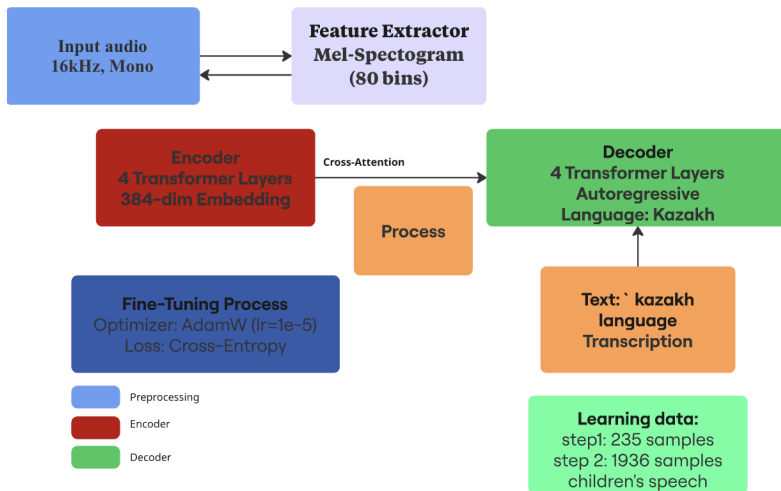 Input audio
16kHz, Mono
Feature Extractor
Mel-Spectogram
(80 bins)
Encoder
4 Transformer Layers
384-dim Embedding
Cross-Attention
Decoder
4 Transformer Layers
Autoregressive
Language: Kazakh
Process
Fine-Tuning Process
Optimizer: AdamW (lr=1e-5)
Loss: Cross-Entropy
Text: ` kazakh
language
Transcription
Preprocessing
Encoder
Decoder
Learning data:
step1: 235 samples
step 2: 1936 samples
children's speech